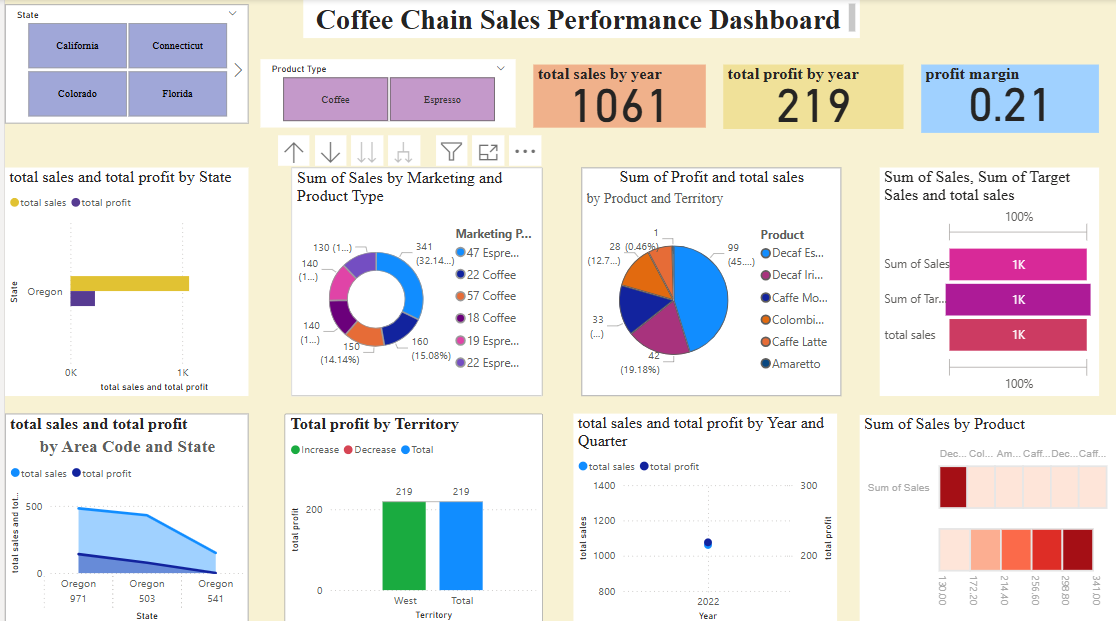 State
California
Connecticut
Colorado
Florida
Coffee Chain Sales Performance Dashboard
Product Type
Coffee
Espresso
total sales by year
1061
total profit by year
219
profit margin
0.21
total sales and total profit by State
total sales
total profit
State
Oregon
0K
1K
total sales and total profit
Sum of Sales by Marketing and
Product Type
130 (1...)
341
(32.14...)
140
(1...)
140
(1...)
150
(14.14%)
160
(15.08%)
Marketing P...
47 Espre...
22 Coffee
57 Coffee
18 Coffee
19 Espre...
22 Espre...
Sum of Profit and total sales
by Product and Territory
1
28 (0.46%)
(12.7...)
99
(45....)
33
(...)
42
(19.18%)
Product
Decaf Es...
Decaf Iri...
Caffe Mo...
Colombi...
Caffe Latte
Amaretto
Sum of Sales, Sum of Target
Sales and total sales
100%
Sum of Sales
1K
Sum of Tar...
1K
total sales
1K
100%
total sales and total profit
by Area Code and State
total sales
total profit
total sales and tot...
500
0
Oregon
Oregon
Oregon
971
503
541
State
Total profit by Territory
Increase
Decrease
Total
total profit
200
0
219
219
West
Total
Territory
total sales and total profit by Year and
Quarter
total sales
total profit
total sales
1400
1200
1000
800
300
200
total profit
2022
Year
Sum of Sales by Product
Dec...
Col...
Am...
Caff...
Dec...
Caff...
Sum of Sales
130.00
172.20
214.40
256.60
298.80
341.00